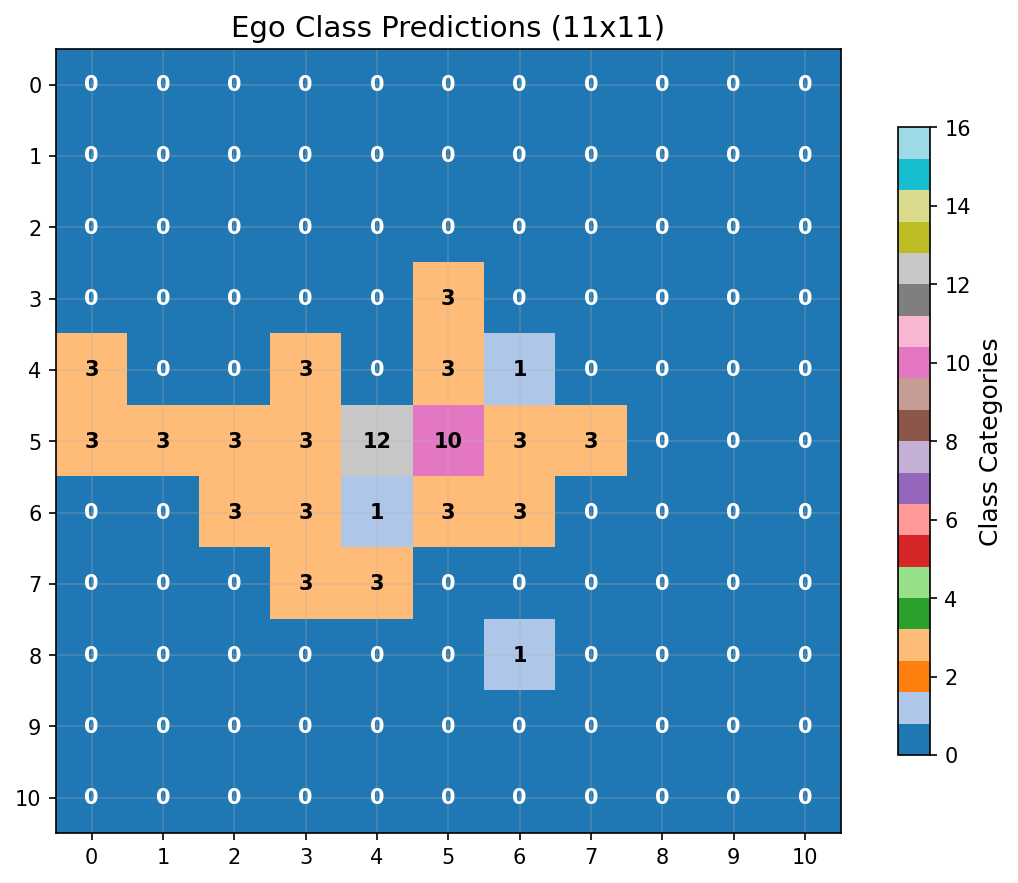 Ego Class Predictions (11x11)
0 0 0 0 0 0 0 0 0 0 0 0
1 0 0 0 0 0 0 0 0 0 0 0
2 0 0 0 0 0 0 0 0 0 0 0
3 0 0 0 0 0 3 0 0 0 0 0
4 3 0 0 3 0 3 1 0 0 0 0
5 3 3 3 3 12 10 3 3 0 0 0
6 0 0 3 3 1 3 3 0 0 0 0
7 0 0 0 3 3 0 0 0 0 0 0
8 0 0 0 0 0 0 1 0 0 0 0
9 0 0 0 0 0 0 0 0 0 0 0
10 0 0 0 0 0 0 0 0 0 0 0
0 1 2 3 4 5 6 7 8 9 10
16
14
12
10
8
6
4
2
0
Class Categories